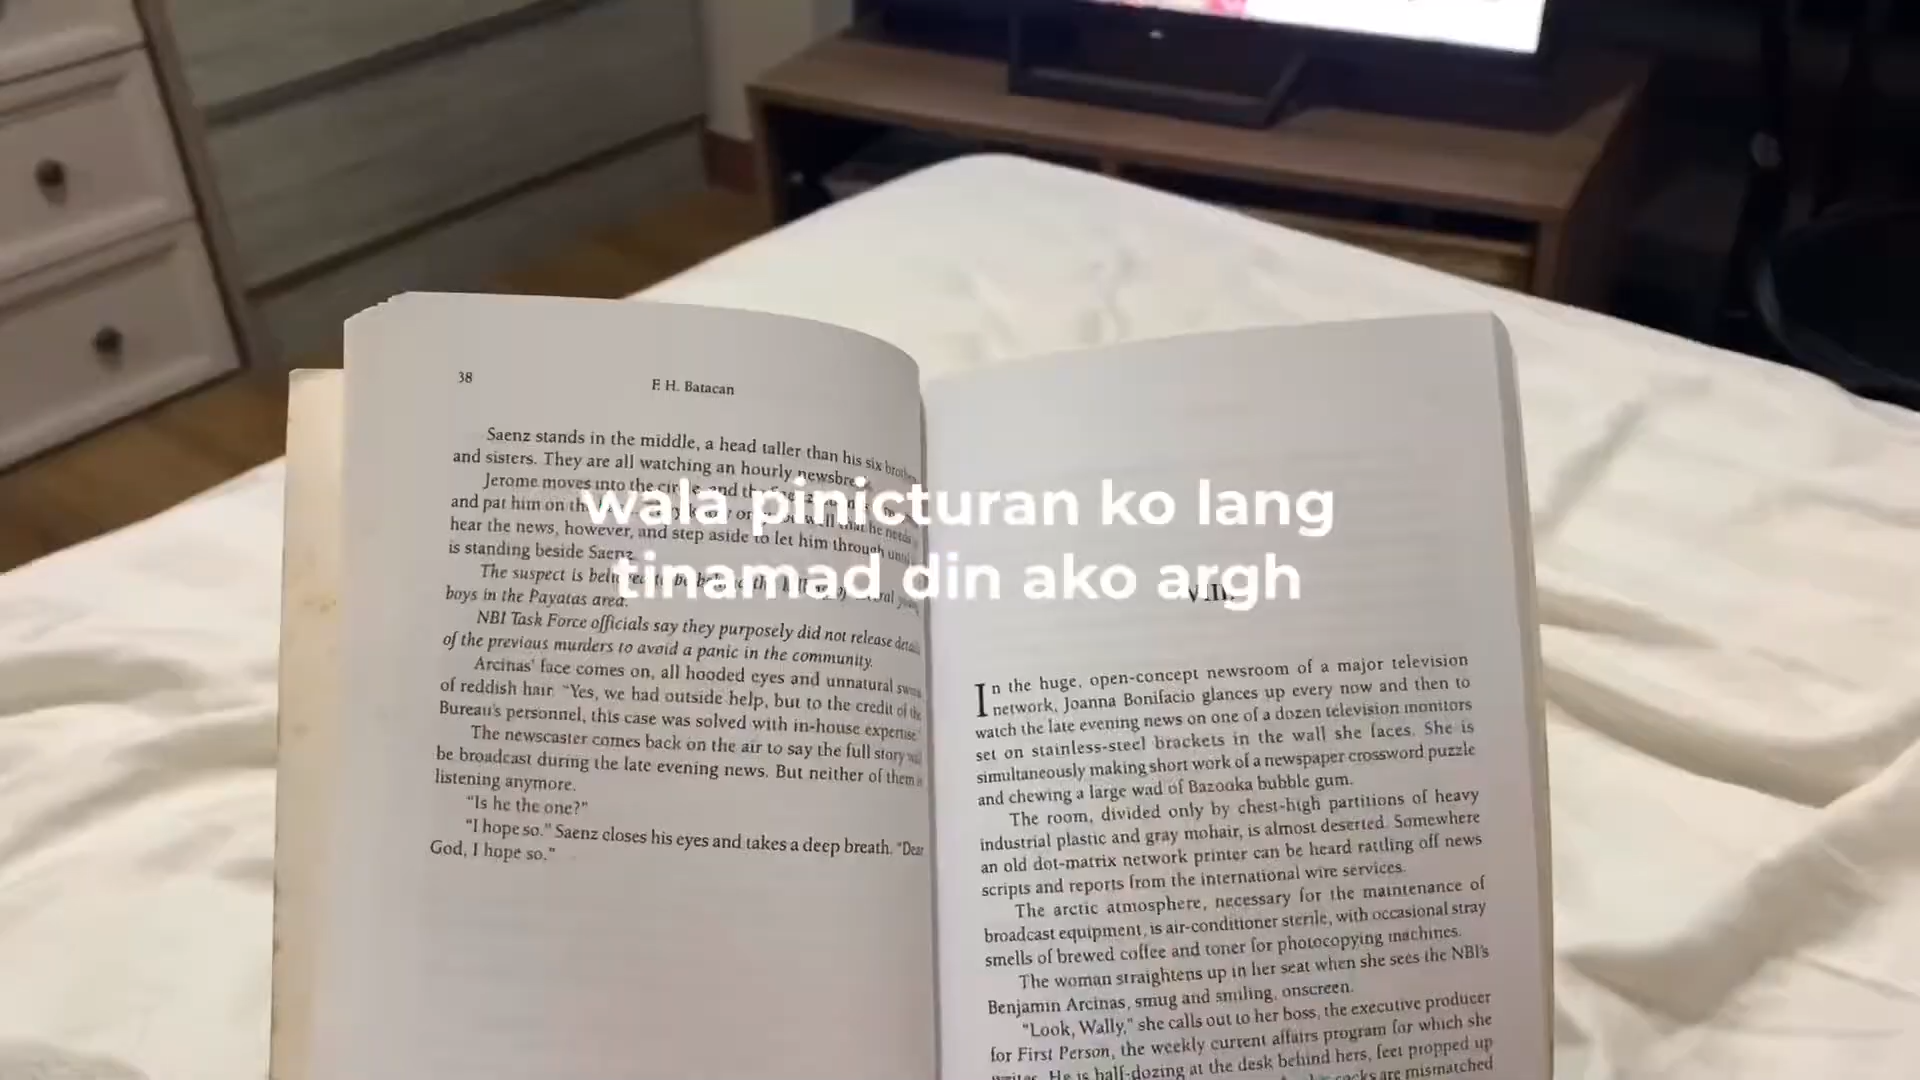 38
F. H. Batacan
Saenz stands in the middle, a head taller than his six
and sisters. They are all watching an hourly
Jerome moves into the circle, and the
and pat him on the
hear the news, however, and step aside to let him through until
is standing beside Saenz.
The suspect is believed to be behind the
boys in the Payatas area.
NBI Task Force officials say they purposely did not release
of the previous murders to avoid a panic in the community.
Arcinas' face comes on, all hooded eyes and unnatural
of reddish hair. "Yes, we had outside help, but to the credit of the
Bureau's personnel, this case was solved with in-house expertise."
The newscaster comes back on the air to say the full story will
be broadcast during the late evening news. But neither of them is
listening anymore.
"Is he the one?"
"I hope so." Saenz closes his eyes and takes a deep breath. "Dear
God, I hope so."
wala pinicturan ko lang
tinamad din ako argh
In the huge, open-concept newsroom of a major television
network, Joanna Bonifacio glances up every now and then to
watch the late evening news on one of a dozen television monitors
set on stainless-steel brackets in the wall she faces. She is
simultaneously making short work of a newspaper crossword puzzle
and chewing a large wad of Bazooka bubble gum.
The room, divided only by chest-high partitions of heavy
industrial plastic and gray mohair, is almost deserted. Somewhere
an old dot-matrix network printer can be heard rattling off news
scripts and reports from the international wire services.
The arctic atmosphere, necessary for the maintenance of
broadcast equipment, is air-conditioner sterile, with occasional stray
smells of brewed coffee and toner for photocopying machines.
The woman straightens up in her seat when she sees the NBI's
Benjamin Arcinas, smug and smiling, onscreen.
"Look, Wally," she calls out to her boss, the executive producer
for First Person, the weekly current affairs program for which she
writes. He is half-dozing at the desk behind hers, feet propped up
socks are mismatched